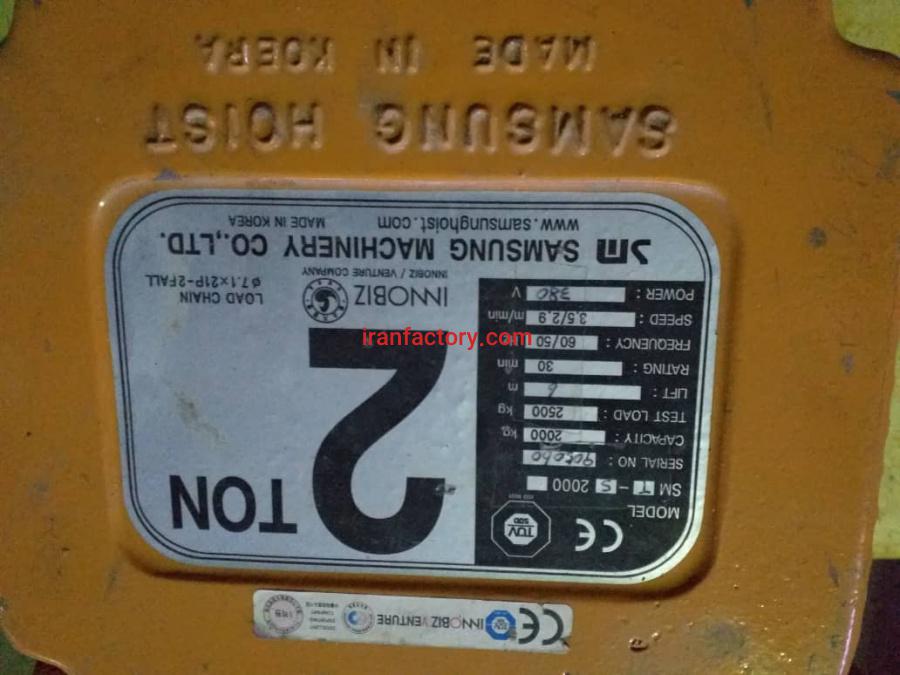 INNOBIZ VENTURE
CE
MODEL
SM T - S 2000
SERIAL NO :
CAPACITY : 2000 kg
TEST LOAD : 2500 kg
LIFT : 6 m
RATING : 30 min
FREQUENCY : 60/50
SPEED : 3.5/2.9 m/min
POWER : 380 V
CE
TÜV
2 TON
INNOBIZ
INNOBIZ / VENTURE COMPANY
LOAD CHAIN
ø7.1×21P-2FALL
SM SAMSUNG MACHINERY CO.,LTD.
www.samsunghoist.com MADE IN KOREA
SAMSUNG HOIST
MADE IN KOERA
iranfactory.com